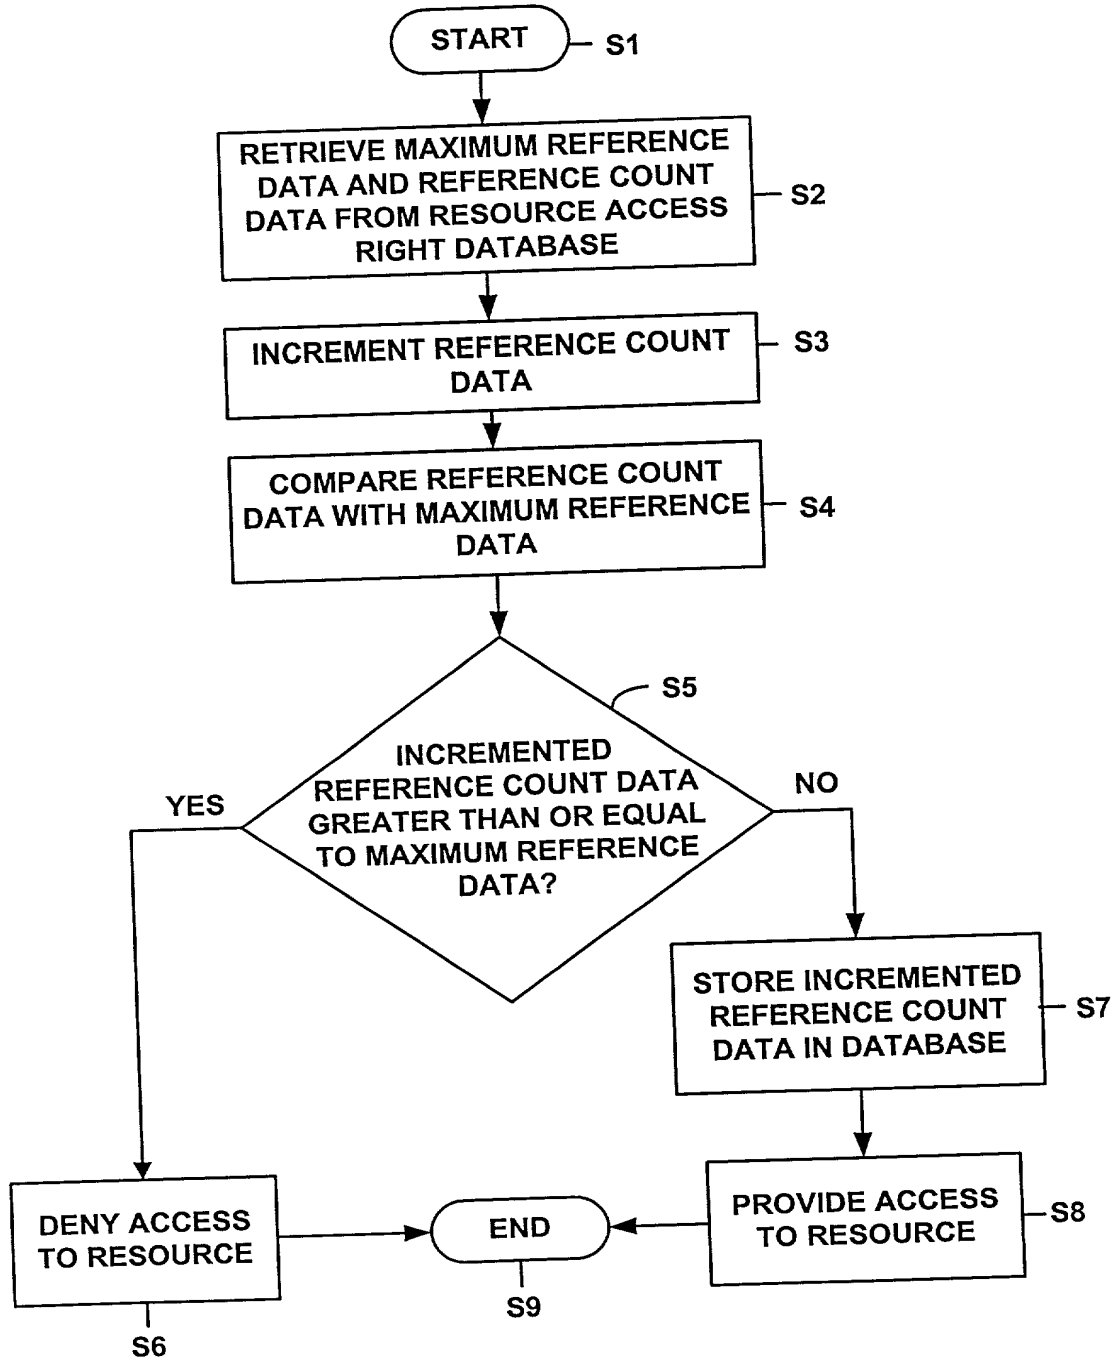 START
S1
RETRIEVE MAXIMUM REFERENCE
DATA AND REFERENCE COUNT
DATA FROM RESOURCE ACCESS
RIGHT DATABASE
S2
INCREMENT REFERENCE COUNT
DATA
S3
COMPARE REFERENCE COUNT
DATA WITH MAXIMUM REFERENCE
DATA
S4
S5
INCREMENTED
REFERENCE COUNT DATA
GREATER THAN OR EQUAL
TO MAXIMUM REFERENCE
DATA?
YES
NO
STORE INCREMENTED
REFERENCE COUNT
DATA IN DATABASE
S7
DENY ACCESS
TO RESOURCE
S6
END
S9
PROVIDE ACCESS
TO RESOURCE
S8